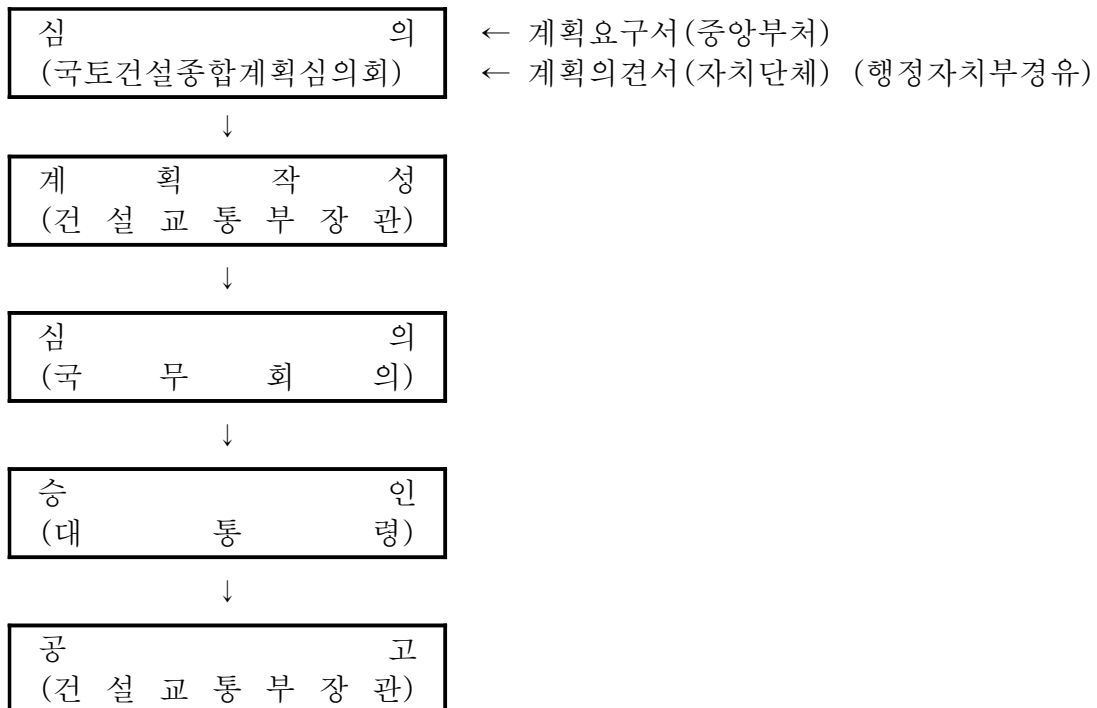 심 의 ← 계획요구서(중앙부처)
(국토건설종합계획심의회) ← 계획의견서(자치단체) (행정자치부경유)
↓
계 획 작 성
(건 설 교 통 부 장 관)
↓
심 의
(국 무 회 의)
↓
승 인
(대 통 령)
↓
공 고
(건 설 교 통 부 장 관)